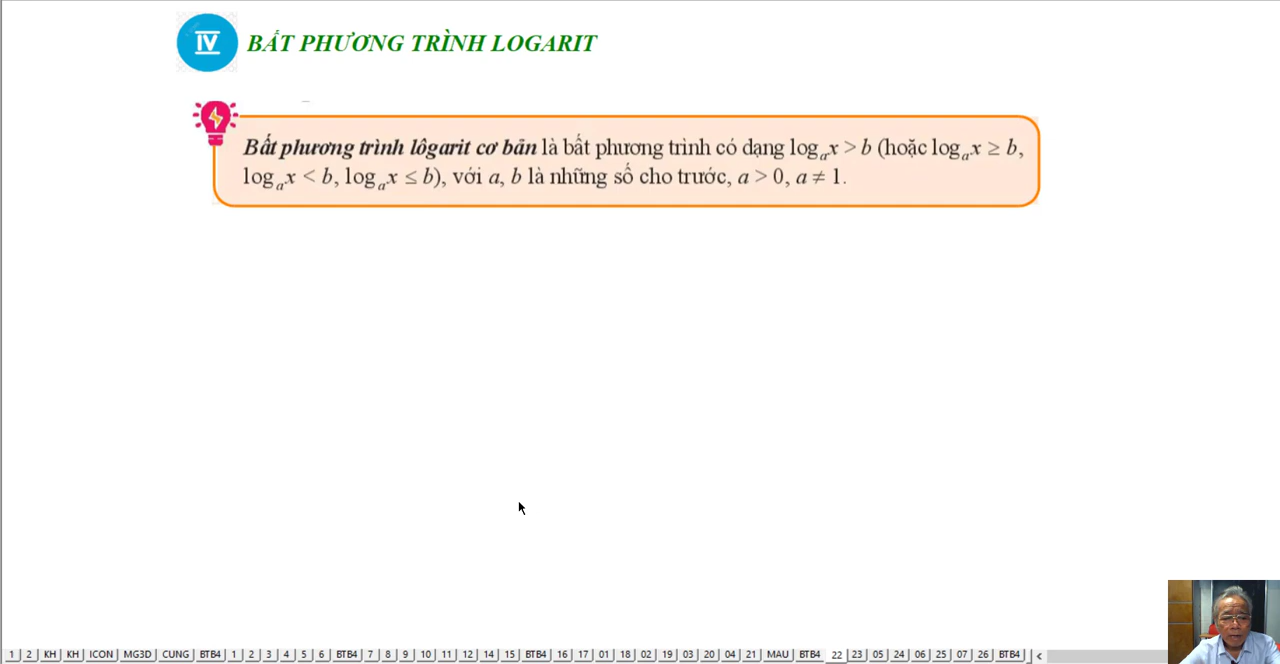 IV
BẤT PHƯƠNG TRÌNH LOGARIT
Bất phương trình lôgarit cơ bản là bất phương trình có dạng logₐx > b (hoặc logₐx ≥ b,
logₐx < b, logₐx ≤ b), với a, b là những số cho trước, a > 0, a ≠ 1.
1 2 KH KH ICON MG3D CUNG BTB4 1 2 3 4 5 6 BTB4 7 8 9 10 11 12 14 15 BTB4 16 17 01 18 02 19 03 20 04 21 MAU BTB4 22 23 05 24 06 25 07 26 BTB4